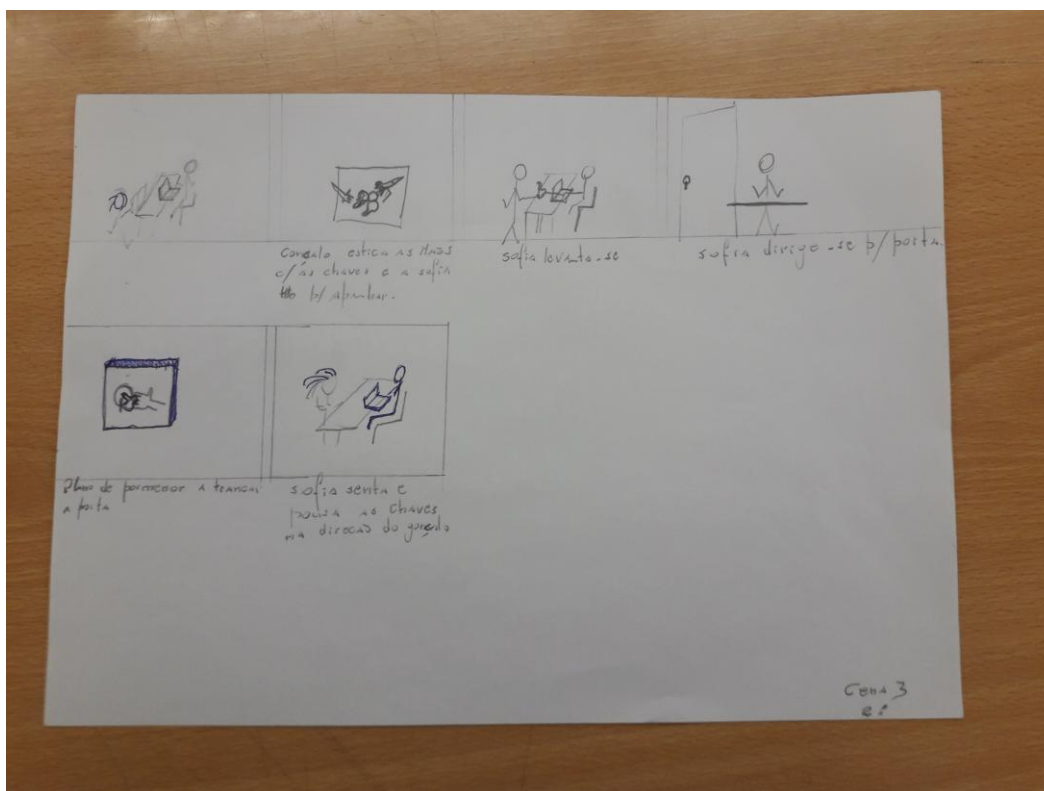 Gonçalo estica as mãos
c/ as chaves e a sofia
p/ apanhar.
sofia levanta-se
sofia dirige-se p/ porta.
Plano de pormenor a trancar
a porta
sofia senta e
pousa as chaves
na direcão do gonçalo
Cena 3